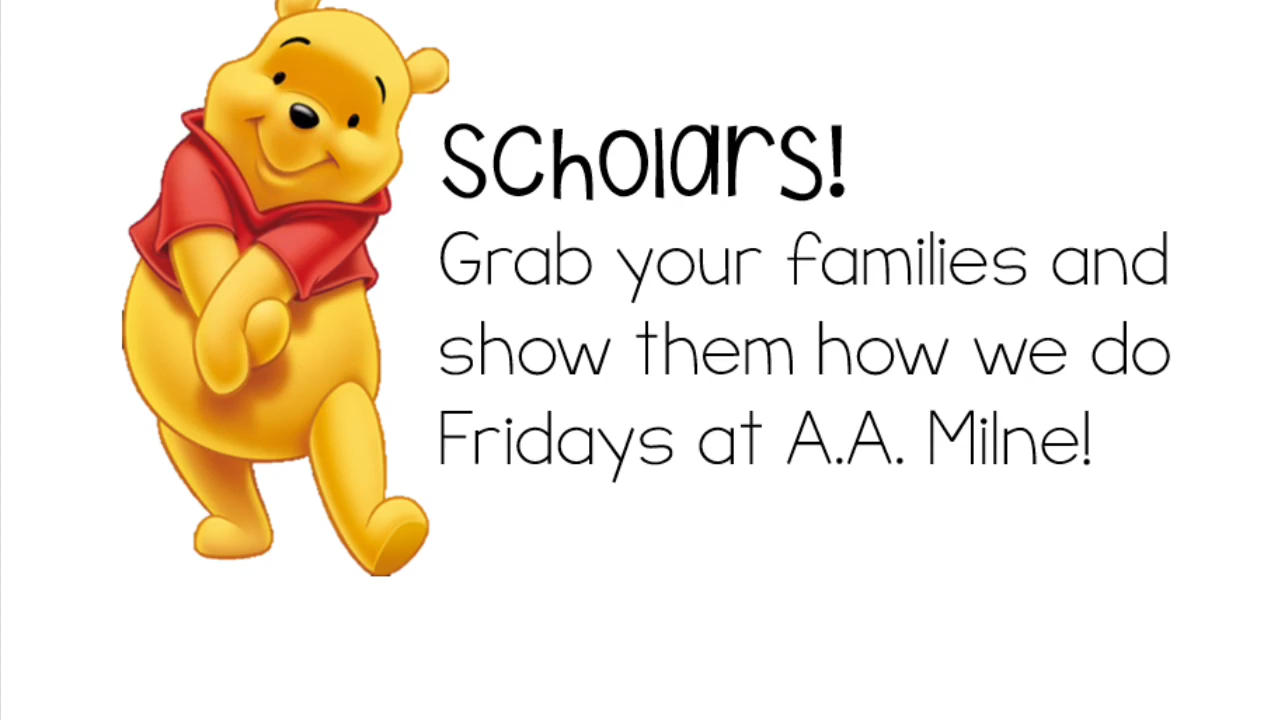 Scholars!
Grab your families and
show them how we do
Fridays at A.A. Milne!